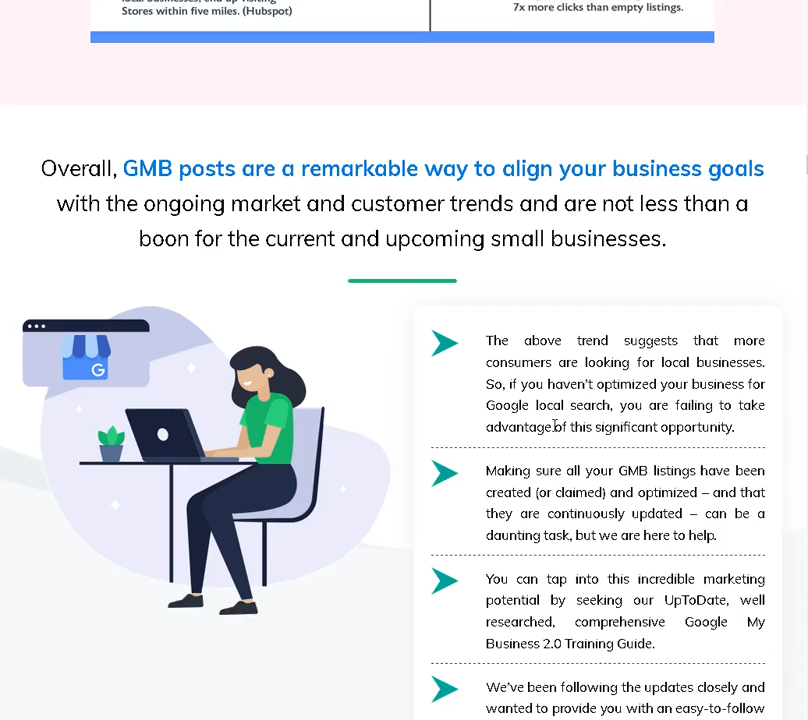 Stores within five miles. (Hubspot)
7x more clicks than empty listings.
Overall, GMB posts are a remarkable way to align your business goals
with the ongoing market and customer trends and are not less than a
boon for the current and upcoming small businesses.
G
The above trend suggests that more
consumers are looking for local businesses.
So, if you haven't optimized your business for
Google local search, you are failing to take
advantage of this significant opportunity.
Making sure all your GMB listings have been
created (or claimed) and optimized – and that
they are continuously updated – can be a
daunting task, but we are here to help.
You can tap into this incredible marketing
potential by seeking our UpToDate, well
researched, comprehensive Google My
Business 2.0 Training Guide.
We've been following the updates closely and
wanted to provide you with an easy-to-follow